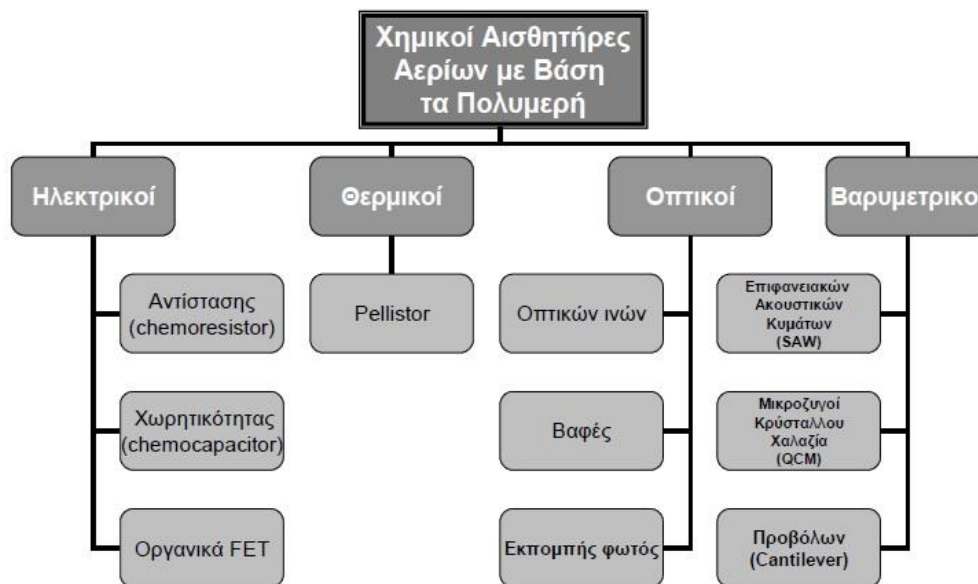 Χημικοί Αισθητήρες
Αερίων με Βάση
τα Πολυμερή
Ηλεκτρικοί
Θερμικοί
Οπτικοί
Βαρυμετρικο
Αντίστασης
(chemoresistor)
Pellistor
Οπτικών ινών
Επιφανειακών
Ακουστικών
Κυμάτων
(SAW)
Χωρητικότητας
(chemocapacitor)
Βαφές
Μικροζυγοί
Κρύσταλλου
Χαλαζία
(QCM)
Οργανικά FET
Εκπομπής φωτός
Προβόλων
(Cantilever)